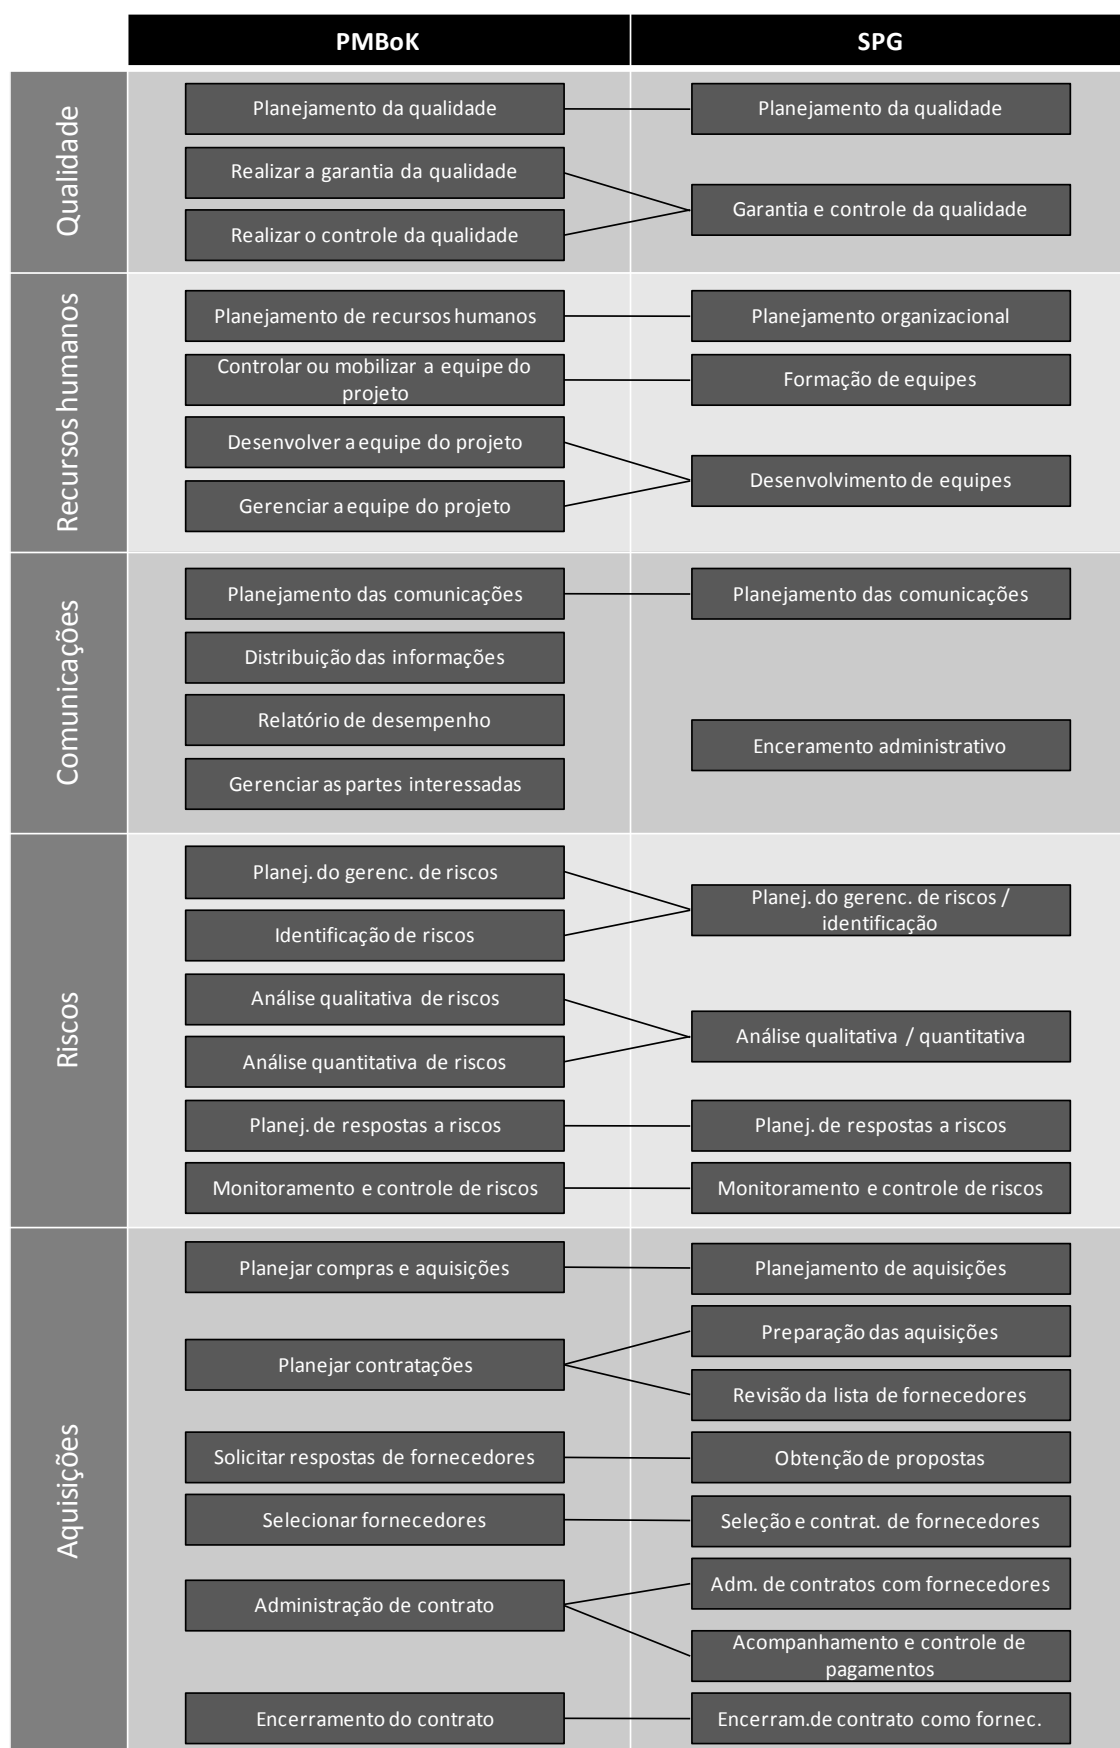 PMBoK
SPG
Qualidade
Planejamento da qualidade
Planejamento da qualidade
Realizar a garantia da qualidade
Realizar o controle da qualidade
Garantia e controle da qualidade
Recursos humanos
Planejamento de recursos humanos
Planejamento organizacional
Controlar ou mobilizar a equipe do
projeto
Formação de equipes
Desenvolver a equipe do projeto
Gerenciar a equipe do projeto
Desenvolvimento de equipes
Comunicações
Planejamento das comunicações
Planejamento das comunicações
Distribuição das informações
Relatório de desempenho
Gerenciar as partes interessadas
Enceramento administrativo
Riscos
Planej. do gerenc. de riscos
Identificação de riscos
Planej. do gerenc. de riscos /
identificação
Análise qualitativa de riscos
Análise quantitativa de riscos
Análise qualitativa / quantitativa
Planej. de respostas a riscos
Planej. de respostas a riscos
Monitoramento e controle de riscos
Monitoramento e controle de riscos
Aquisições
Planejar compras e aquisições
Planejamento de aquisições
Planejar contratações
Preparação das aquisições
Revisão da lista de fornecedores
Solicitar respostas de fornecedores
Obtenção de propostas
Selecionar fornecedores
Seleção e contrat. de fornecedores
Administração de contrato
Adm. de contratos com fornecedores
Acompanhamento e controle de
pagamentos
Encerramento do contrato
Encerram.de contrato como fornec.